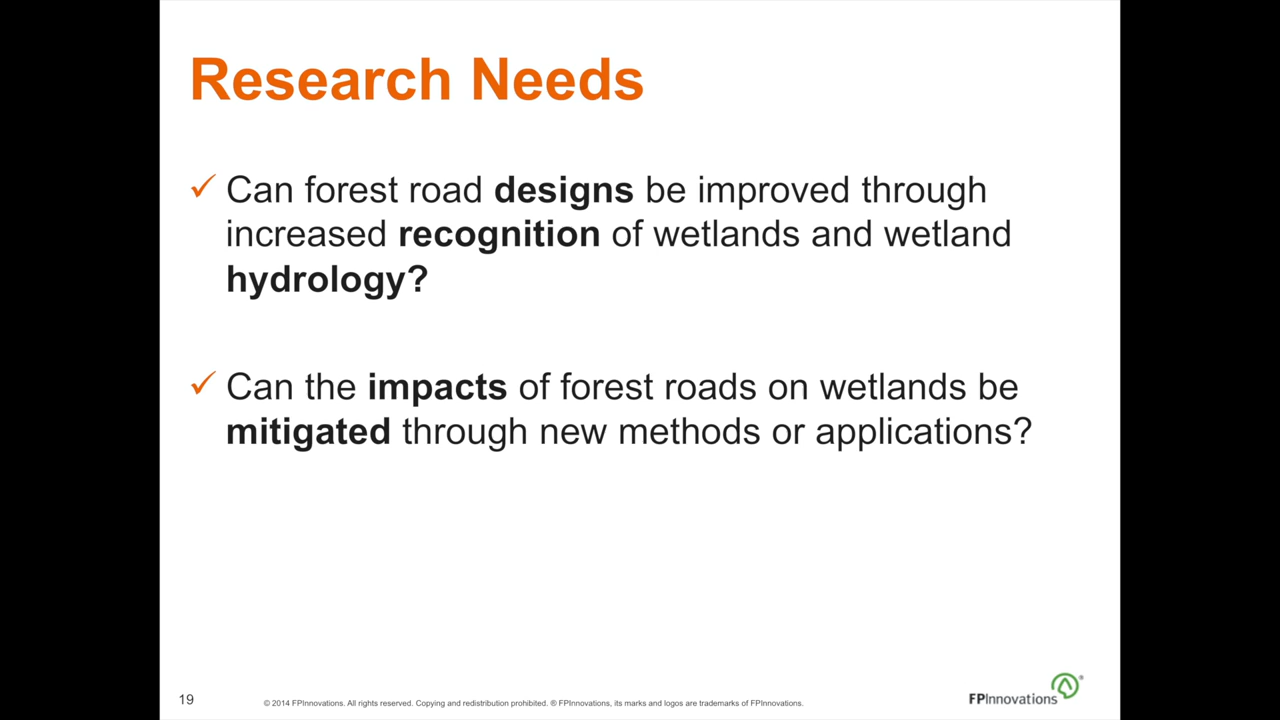 Research Needs
✓ Can forest road designs be improved through
increased recognition of wetlands and wetland
hydrology?
✓ Can the impacts of forest roads on wetlands be
mitigated through new methods or applications?
19
© 2014 FPInnovations. All rights reserved. Copying and redistribution prohibited. ® FPInnovations, its marks and logos are trademarks of FPInnovations.
FPInnovations®